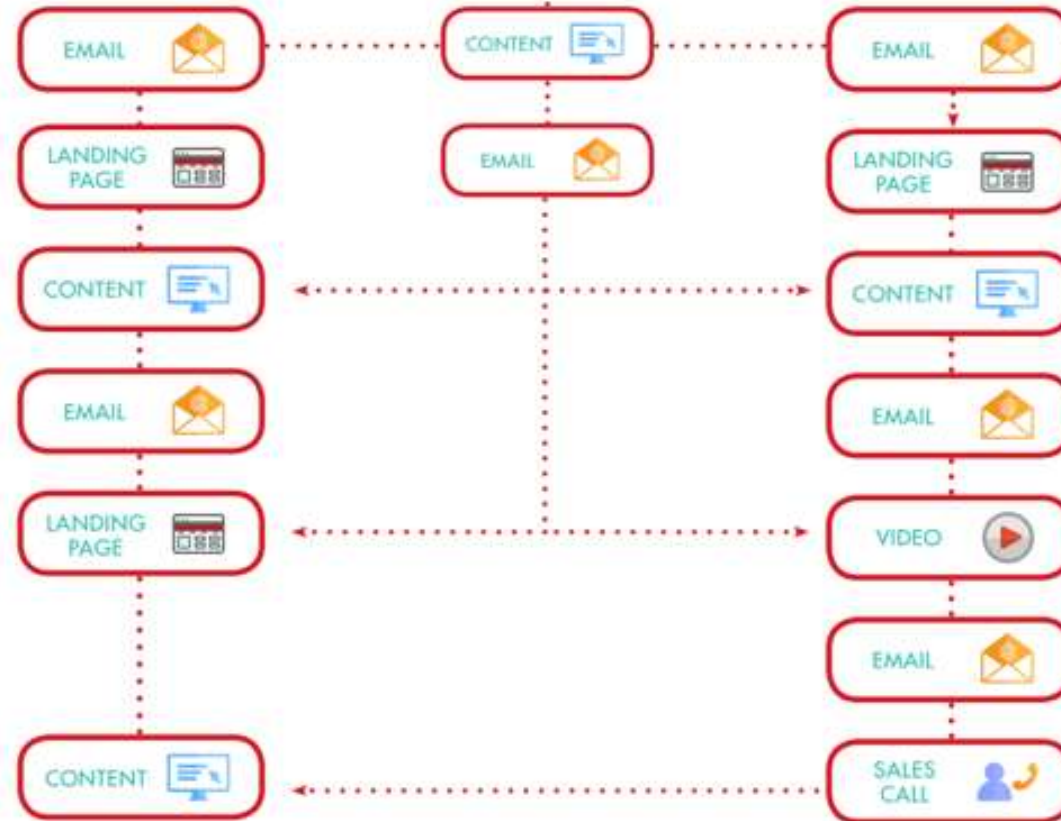 EMAIL
CONTENT
EMAIL
LANDING
PAGE
EMAIL
LANDING
PAGE
CONTENT
CONTENT
EMAIL
EMAIL
LANDING
PAGE
VIDEO
EMAIL
CONTENT
SALES
CALL